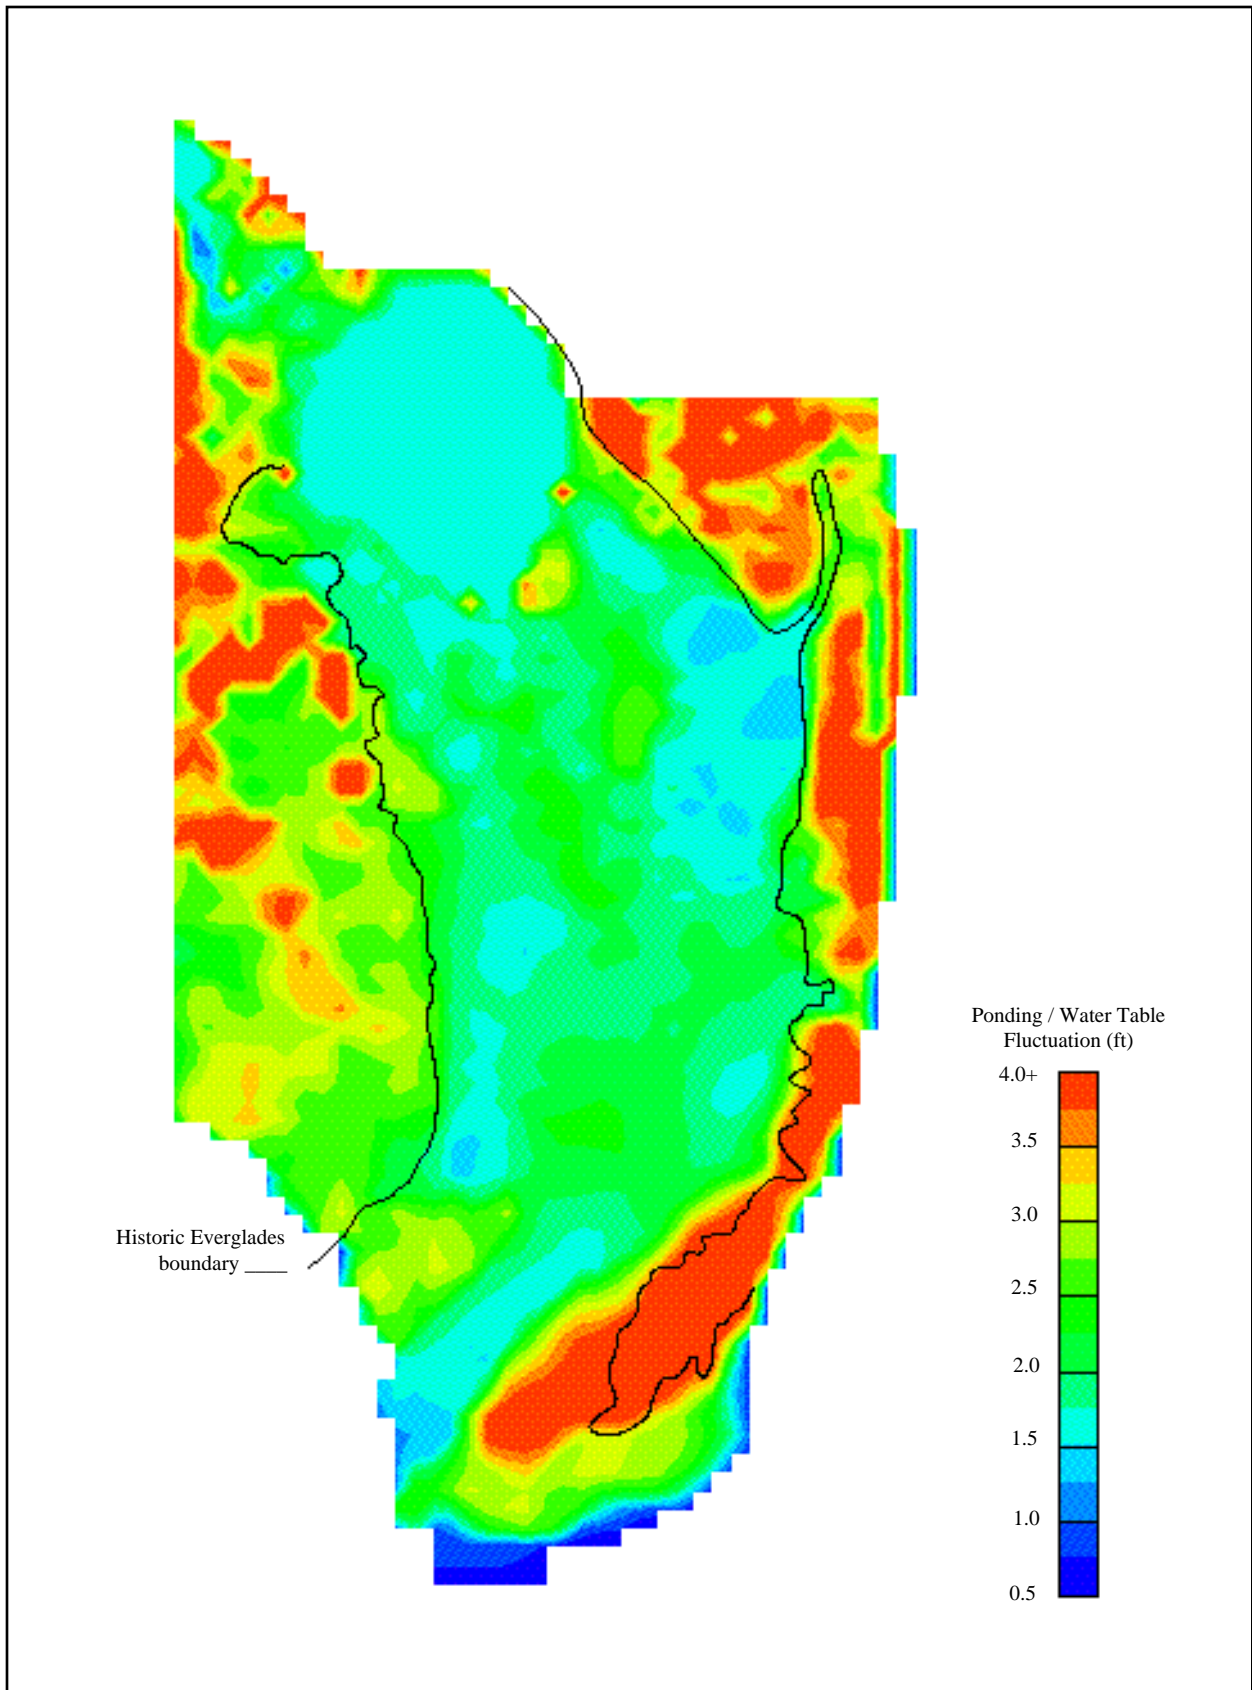 Ponding / Water Table
Fluctuation (ft)
4.0+
3.5
3.0
2.5
2.0
1.5
1.0
0.5
Historic Everglades
boundary ____